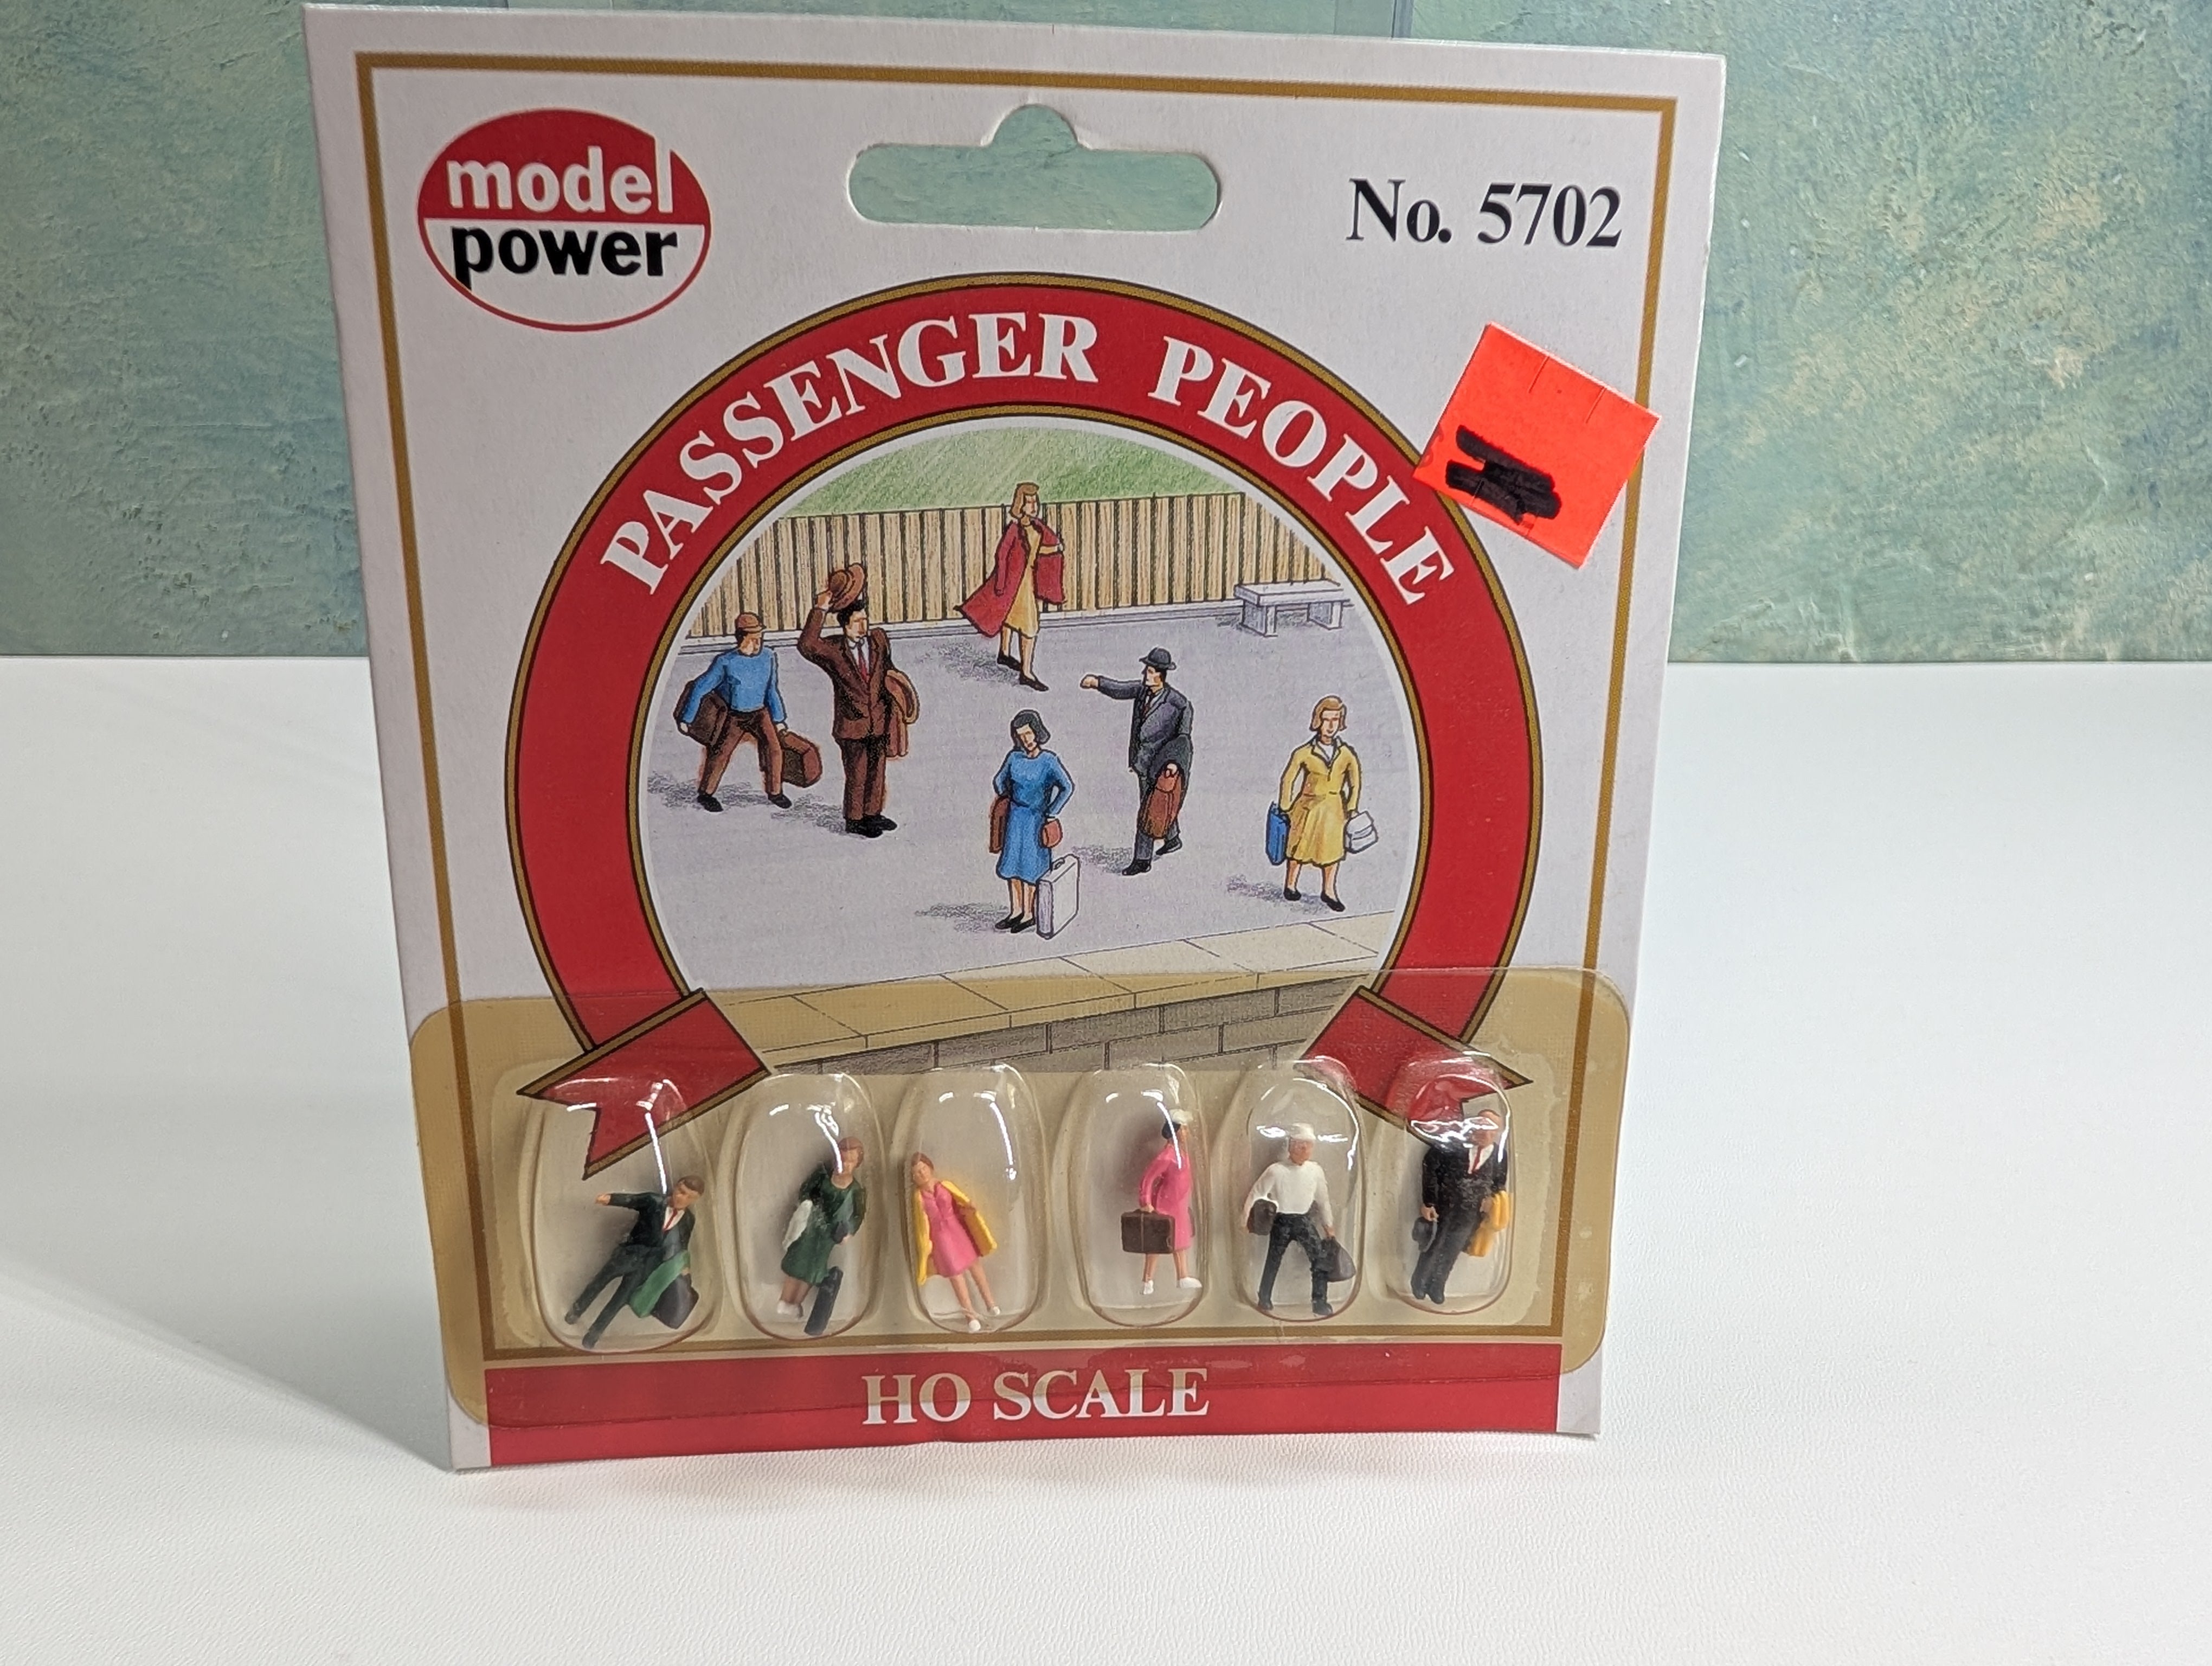 model
power
No. 5702
PASSENGER PEOPLE
HO SCALE